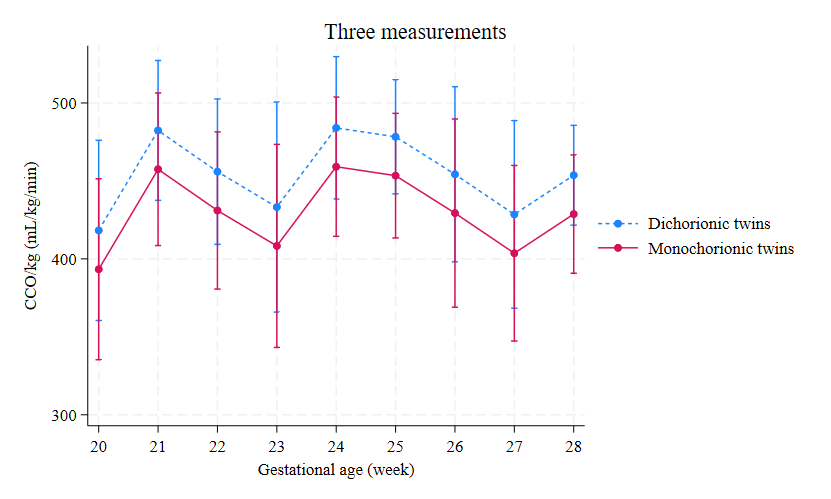 Three measurements
CCO/kg (mL/kg/min)
500
400
300
20 21 22 23 24 25 26 27 28
Gestational age (week)
Dichorionic twins
Monochorionic twins